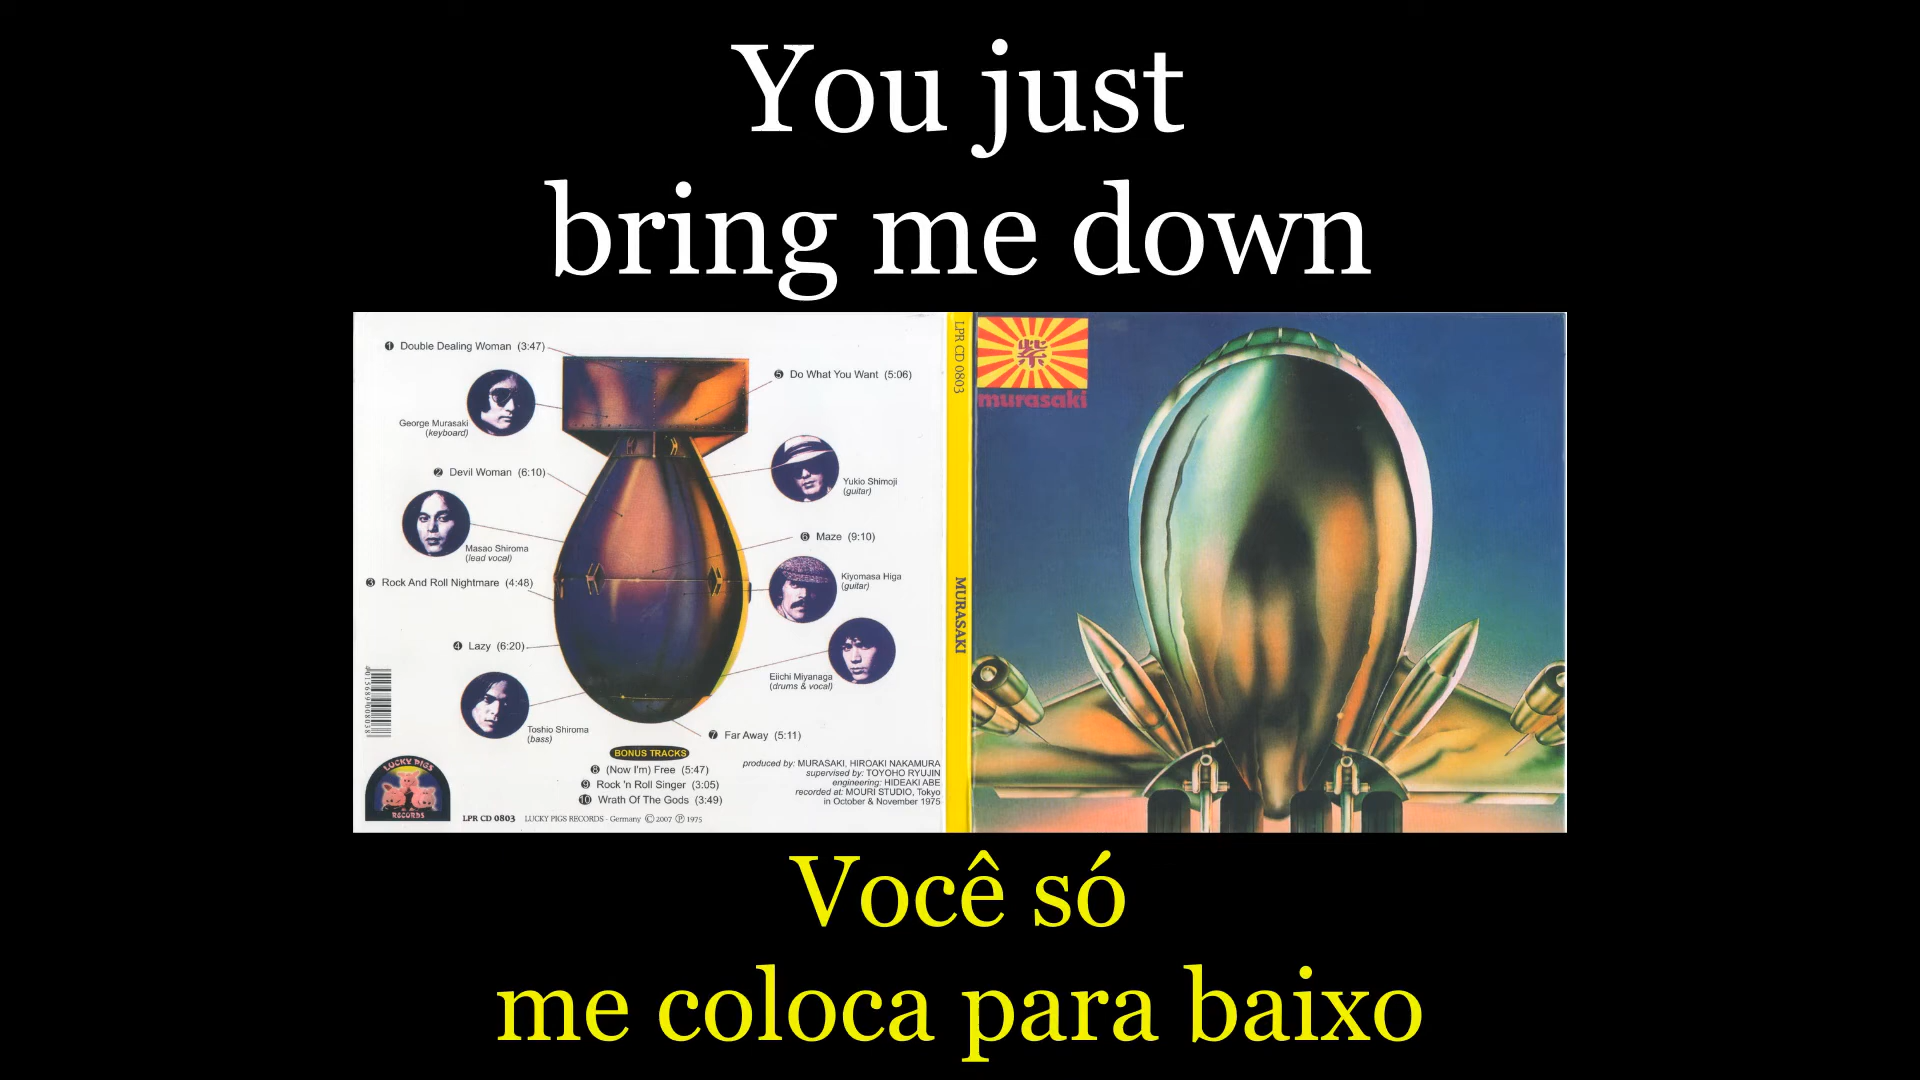 You just
bring me down
❶ Double Dealing Woman (3:47)
❺ Do What You Want (5:06)
George Murasaki
(keyboard)
❷ Devil Woman (6:10)
Yukio Shimoji
(guitar)
Masao Shiroma
(lead vocal)
❻ Maze (9:10)
❸ Rock And Roll Nightmare (4:48)
Kiyomasa Higa
(guitar)
❹ Lazy (6:20)
Eiichi Miyanaga
(drums & vocal)
Toshio Shiroma
(bass)
❼ Far Away (5:11)
BONUS TRACKS
❽ (Now I'm) Free (5:47)
❾ Rock 'n Roll Singer (3:05)
❿ Wrath Of The Gods (3:49)
produced by: MURASAKI, HIROAKI NAKAMURA
supervised by: TOYOHO RYUJIN
engineering: HIDEAKI ABE
recorded at: MOURI STUDIO, Tokyo
in October & November 1975
LUCKY PIGS
RECORDS
LPR CD 0803 LUCKY PIGS RECORDS - Germany © 2007 ℗ 1975
LPR CD 0803
MURASAKI
紫
murasaki
Você só
me coloca para baixo